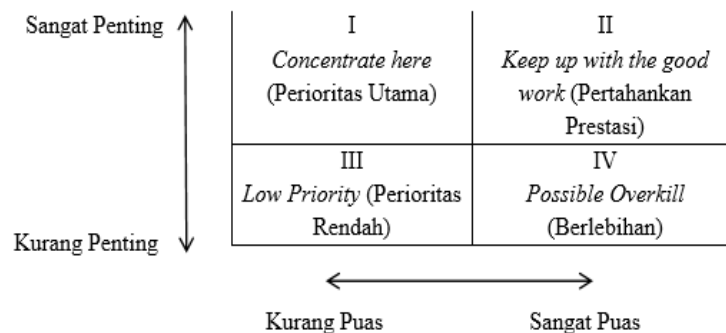 Sangat Penting
I
Concentrate here
(Perioritas Utama)
II
Keep up with the good
work (Pertahankan
Prestasi)
III
Low Priority (Perioritas
Rendah)
IV
Possible Overkill
(Berlebihan)
Kurang Penting
Kurang Puas
Sangat Puas